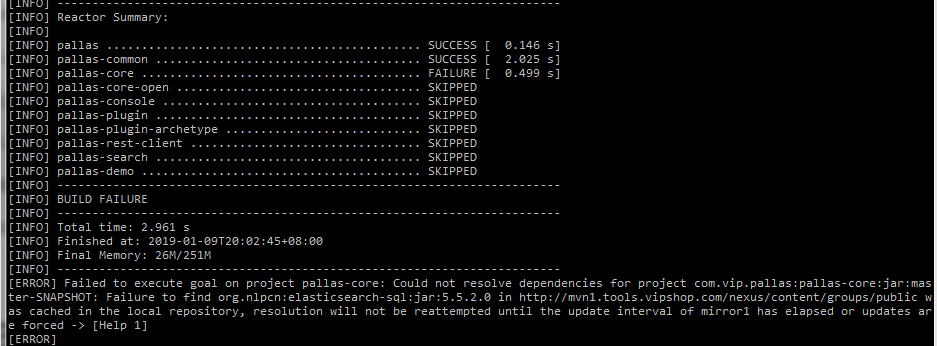 [INFO] ------------------------------------------------------------------------
[INFO] Reactor Summary:
[INFO]
[INFO] pallas ............................................. SUCCESS [  0.146 s]
[INFO] pallas-common ...................................... SUCCESS [  2.025 s]
[INFO] pallas-core ........................................ FAILURE [  0.499 s]
[INFO] pallas-core-open ................................... SKIPPED
[INFO] pallas-console ..................................... SKIPPED
[INFO] pallas-plugin ...................................... SKIPPED
[INFO] pallas-plugin-archetype ............................ SKIPPED
[INFO] pallas-rest-client ................................. SKIPPED
[INFO] pallas-search ...................................... SKIPPED
[INFO] pallas-demo ........................................ SKIPPED
[INFO] ------------------------------------------------------------------------
[INFO] BUILD FAILURE
[INFO] ------------------------------------------------------------------------
[INFO] Total time: 2.961 s
[INFO] Finished at: 2019-01-09T20:02:45+08:00
[INFO] Final Memory: 26M/251M
[INFO] ------------------------------------------------------------------------
[ERROR] Failed to execute goal on project pallas-core: Could not resolve dependencies for project com.vip.pallas:pallas-core:jar:mas
ter-SNAPSHOT: Failure to find org.nlpcn:elasticsearch-sql:jar:5.5.2.0 in http://mvn1.tools.vipshop.com/nexus/content/groups/public w
as cached in the local repository, resolution will not be reattempted until the update interval of mirror1 has elapsed or updates ar
e forced -> [Help 1]
[ERROR]